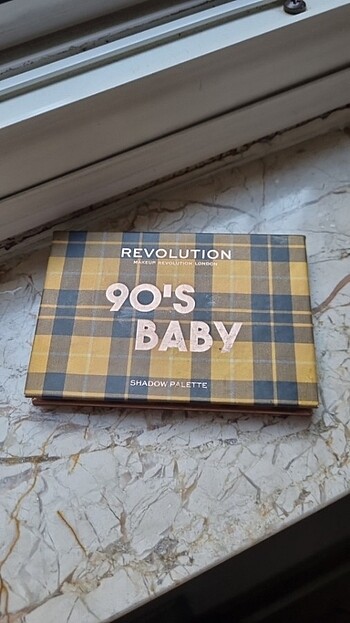 REVOLUTION
MAKEUP REVOLUTION LONDON
90'S
BABY
SHADOW PALETTE